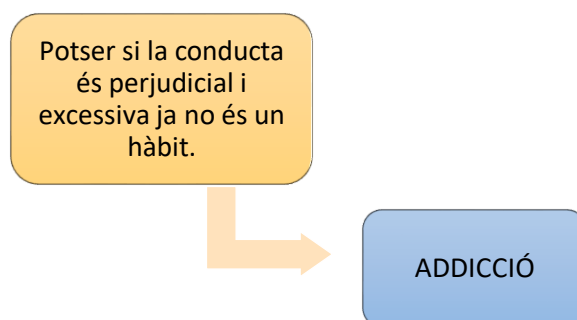 Potser si la conducta
és perjudicial i
excessiva ja no és un
hàbit.
ADDICCIÓ